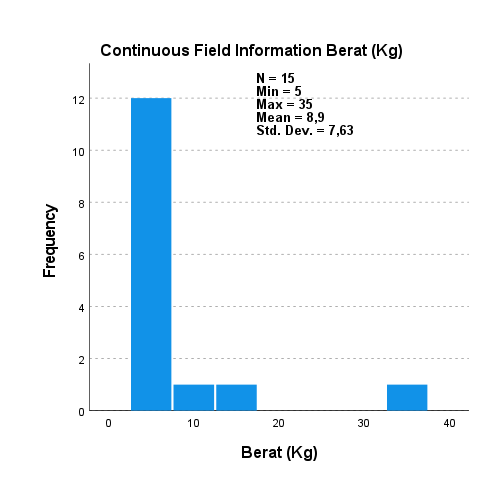 Continuous Field Information Berat (Kg)
N = 15
Min = 5
Max = 35
Mean = 8,9
Std. Dev. = 7,63
Frequency
12
10
8
6
4
2
0
0 10 20 30 40
Berat (Kg)